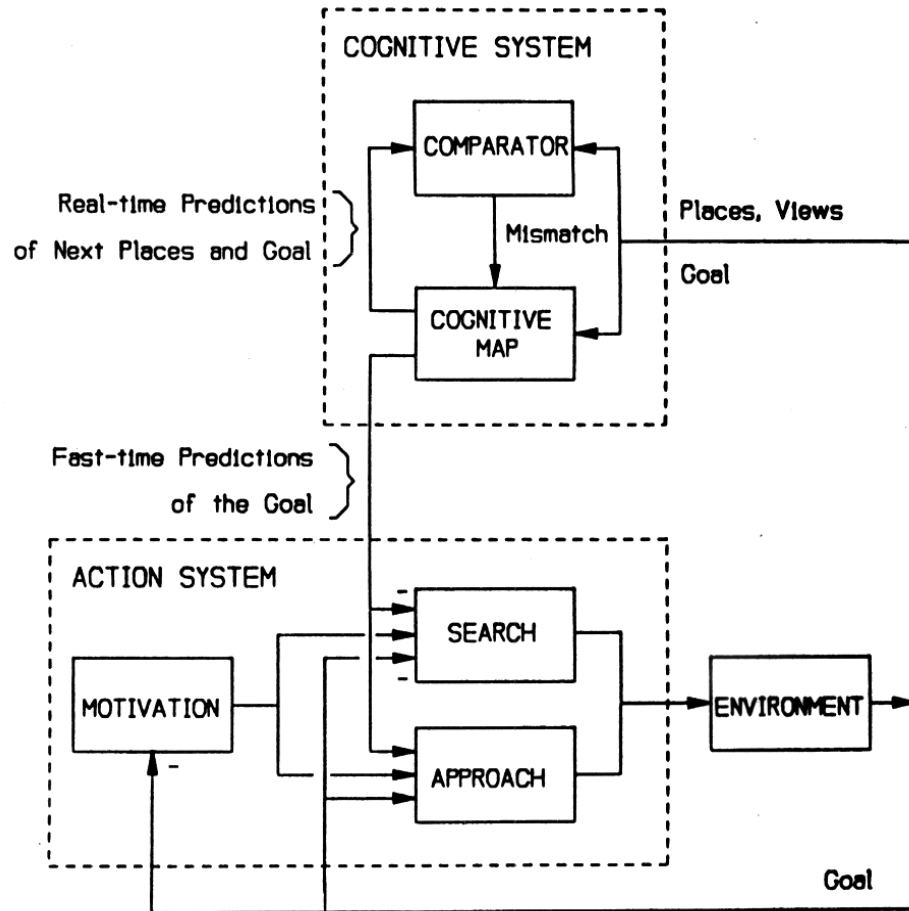 COGNITIVE SYSTEM
COMPARATOR
Real-time Predictions
of Next Places and Goal
Mismatch
Places, Views
Goal
COGNITIVE
MAP
Fast-time Predictions
of the Goal
ACTION SYSTEM
-
SEARCH
-
MOTIVATION
-
ENVIRONMENT
APPROACH
Goal